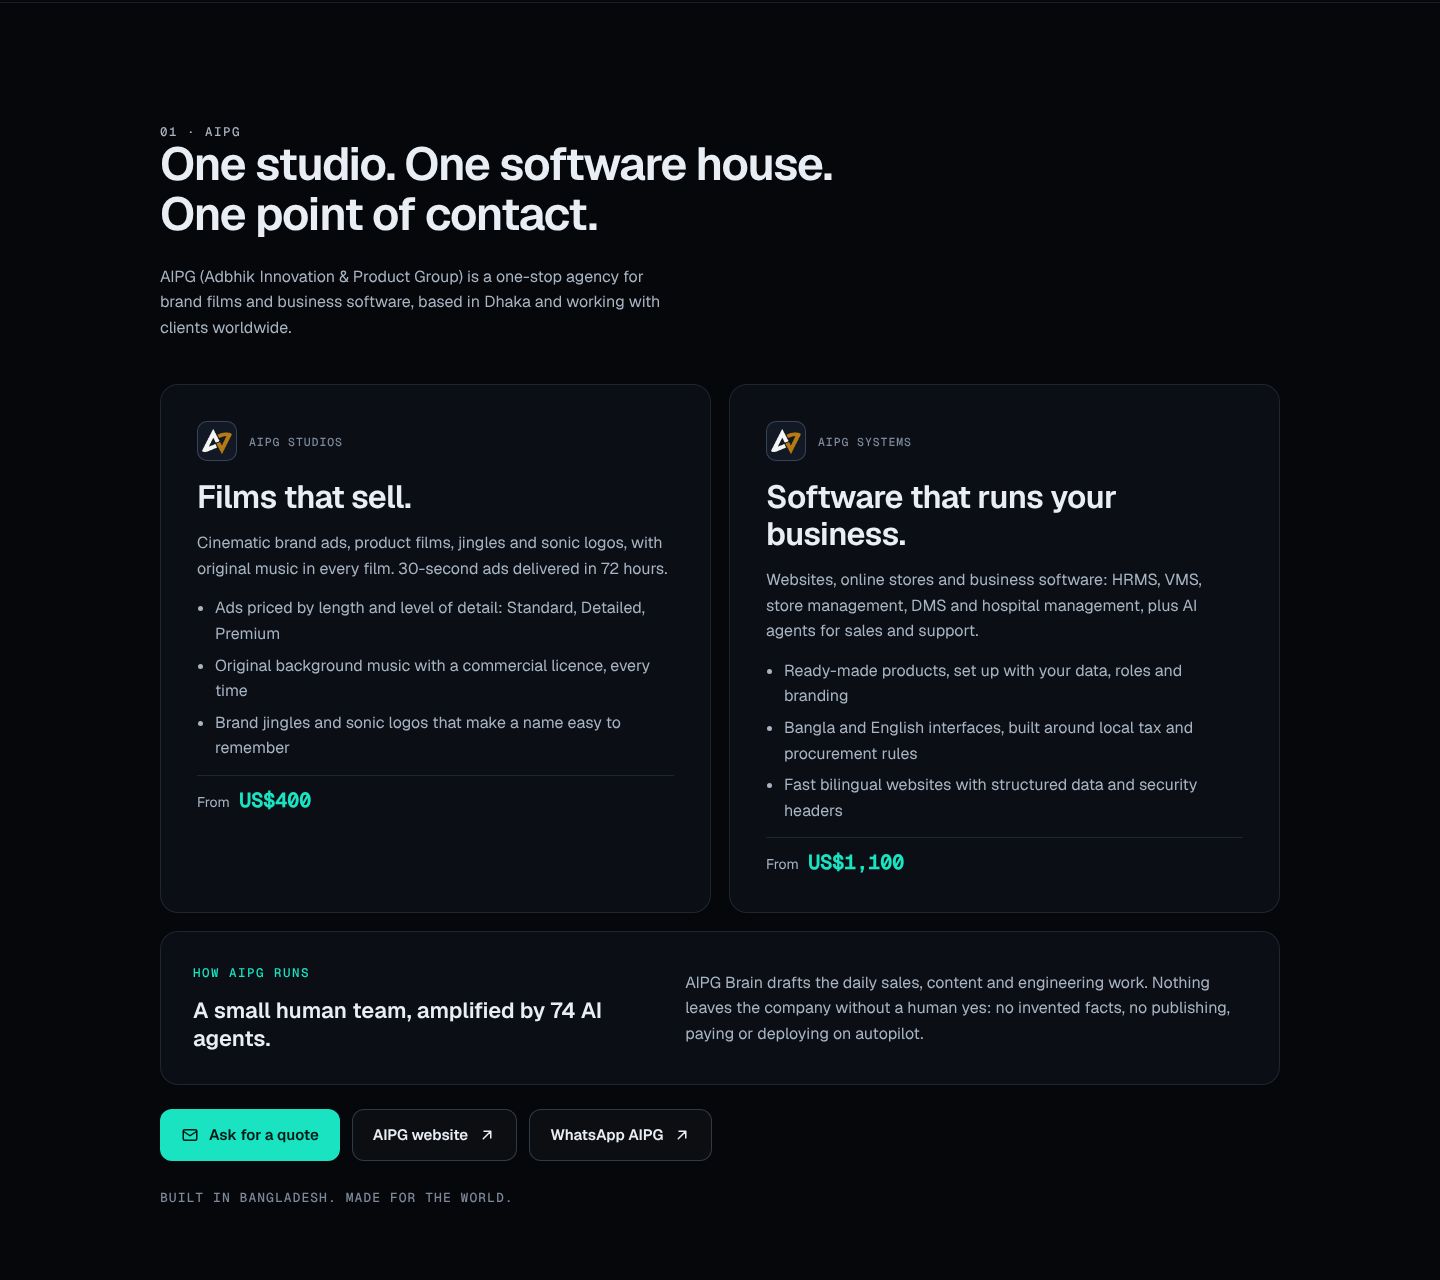 01 · AIPG
One studio. One software house.
One point of contact.
AIPG (Adbhik Innovation & Product Group) is a one-stop agency for
brand films and business software, based in Dhaka and working with
clients worldwide.
AIPG STUDIOS
Films that sell.
Cinematic brand ads, product films, jingles and sonic logos, with
original music in every film. 30-second ads delivered in 72 hours.
• Ads priced by length and level of detail: Standard, Detailed,
Premium
• Original background music with a commercial licence, every
time
• Brand jingles and sonic logos that make a name easy to
remember
From US$400
AIPG SYSTEMS
Software that runs your
business.
Websites, online stores and business software: HRMS, VMS,
store management, DMS and hospital management, plus AI
agents for sales and support.
• Ready-made products, set up with your data, roles and
branding
• Bangla and English interfaces, built around local tax and
procurement rules
• Fast bilingual websites with structured data and security
headers
From US$1,100
HOW AIPG RUNS
A small human team, amplified by 74 AI
agents.
AIPG Brain drafts the daily sales, content and engineering work. Nothing
leaves the company without a human yes: no invented facts, no publishing,
paying or deploying on autopilot.
Ask for a quote
AIPG website
WhatsApp AIPG
BUILT IN BANGLADESH. MADE FOR THE WORLD.